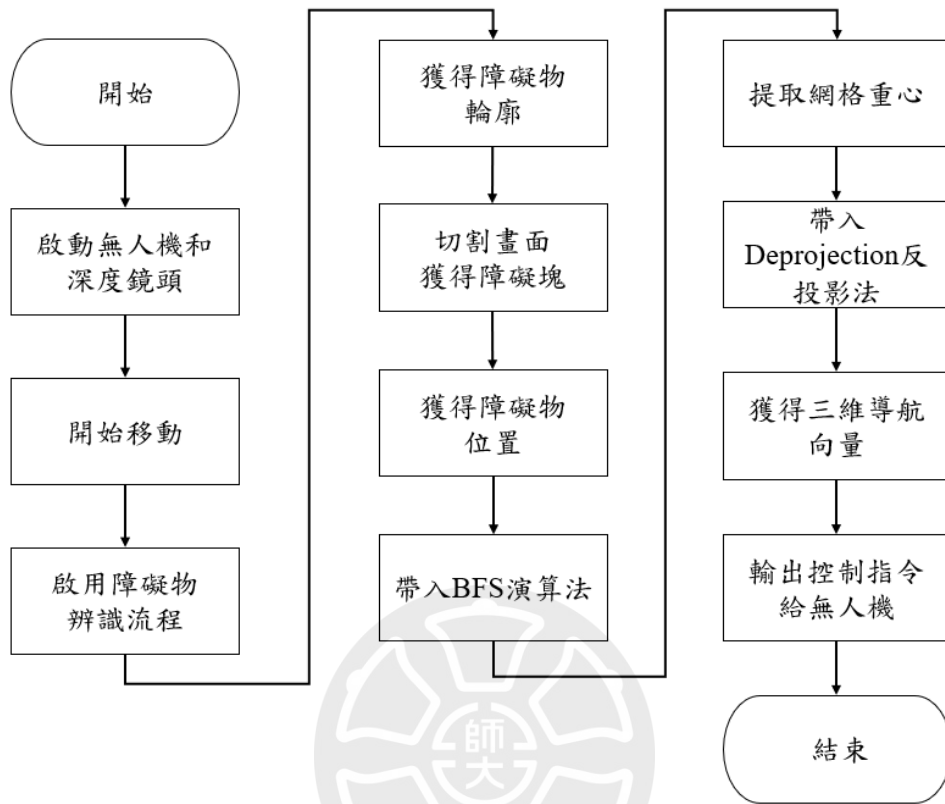 開始
啟動無人機和
深度鏡頭
開始移動
啟用障礙物
辨識流程
獲得障礙物
輪廓
切割畫面
獲得障礙塊
獲得障礙物
位置
帶入BFS演算法
提取網格重心
帶入
Deprojection反
投影法
獲得三維導航
向量
輸出控制指令
給無人機
結束
師
大